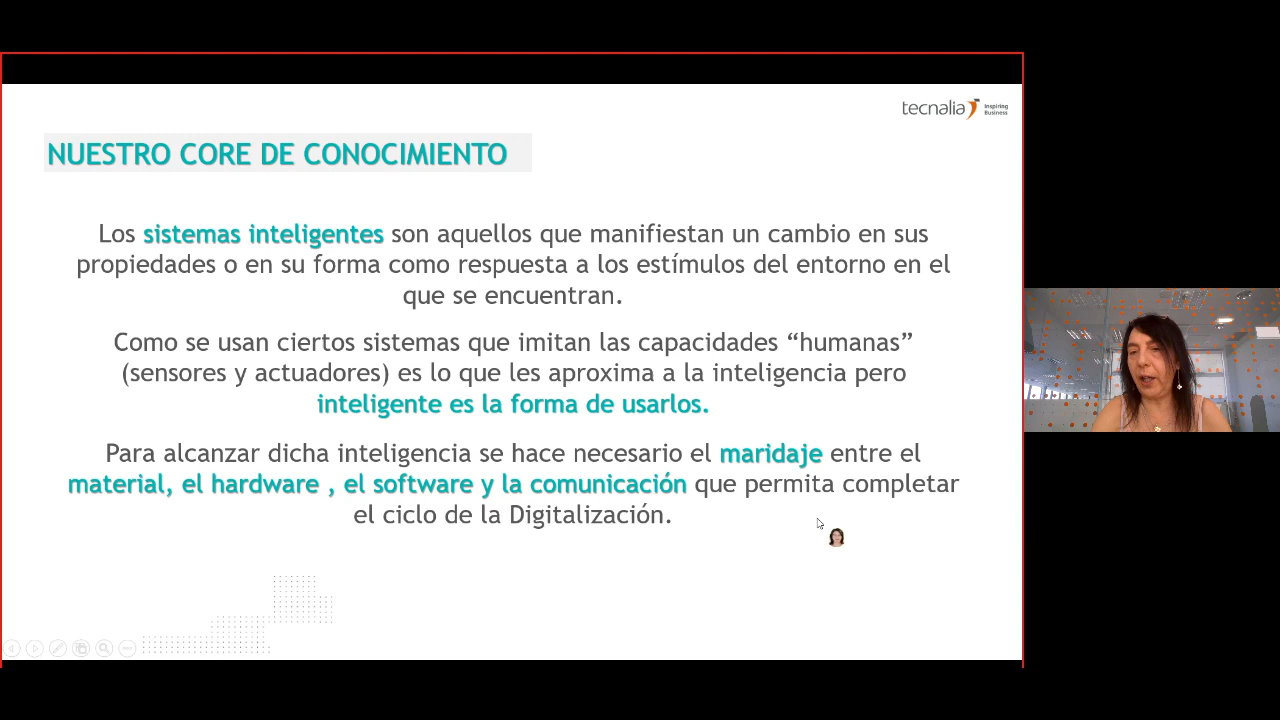 tecnalia
Inspiring
Business
NUESTRO CORE DE CONOCIMIENTO
Los sistemas inteligentes son aquellos que manifiestan un cambio en sus
propiedades o en su forma como respuesta a los estímulos del entorno en el
que se encuentran.
Como se usan ciertos sistemas que imitan las capacidades “humanas”
(sensores y actuadores) es lo que les aproxima a la inteligencia pero
inteligente es la forma de usarlos.
Para alcanzar dicha inteligencia se hace necesario el maridaje entre el
material, el hardware , el software y la comunicación que permita completar
el ciclo de la Digitalización.